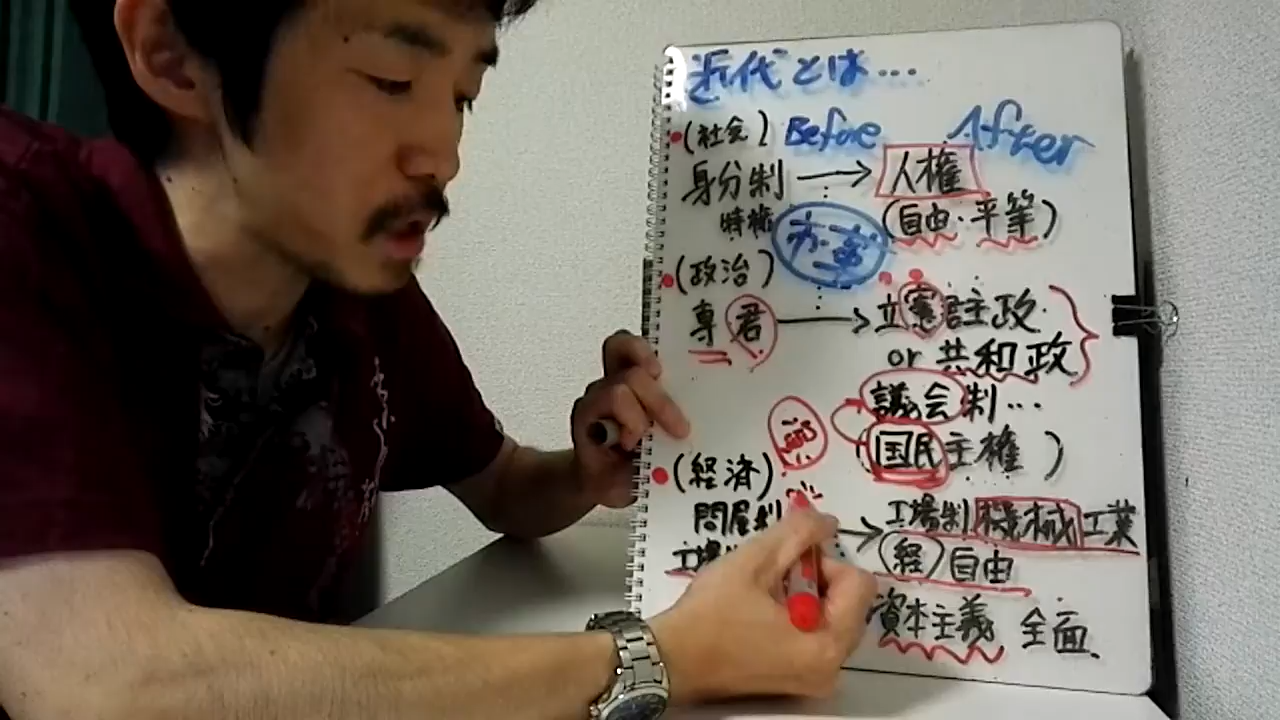 近代とは…
(社会) Before After
身分制 → 人権
特権 (自由・平等)
(政治)
専君 → 立憲君主政
or 共和政
議会制…
(国民主権)
(経済)
問屋制 → 工場制機械工業
工場 (経)自由
資本主義 全面